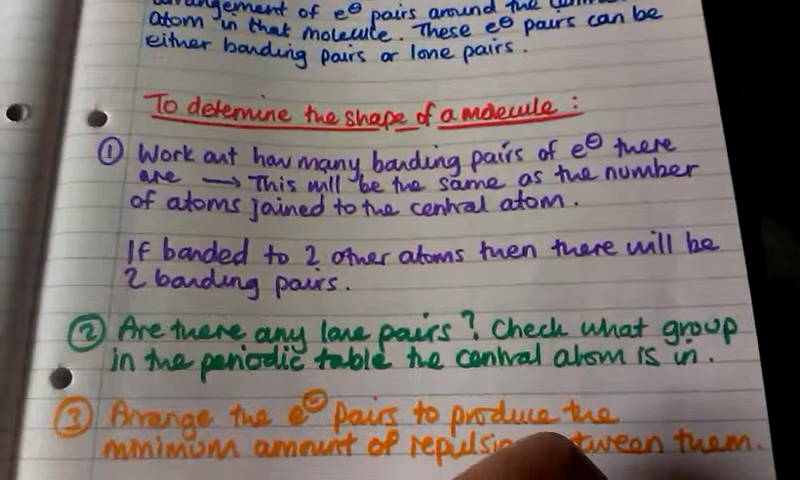 arrangement of e⊖ pairs around the central
atom in that molecule. These e⊖ pairs can be
either bonding pairs or lone pairs.
To determine the shape of a molecule:
① Work out how many bonding pairs of e⊖ there
are → This will be the same as the number
of atoms joined to the central atom.
If bonded to 2 other atoms then there will be
2 bonding pairs.
② Are there any lone pairs? Check what group
in the periodic table the central atom is in.
③ Arrange the e⊖ pairs to produce the
minimum amount of repulsion between them.